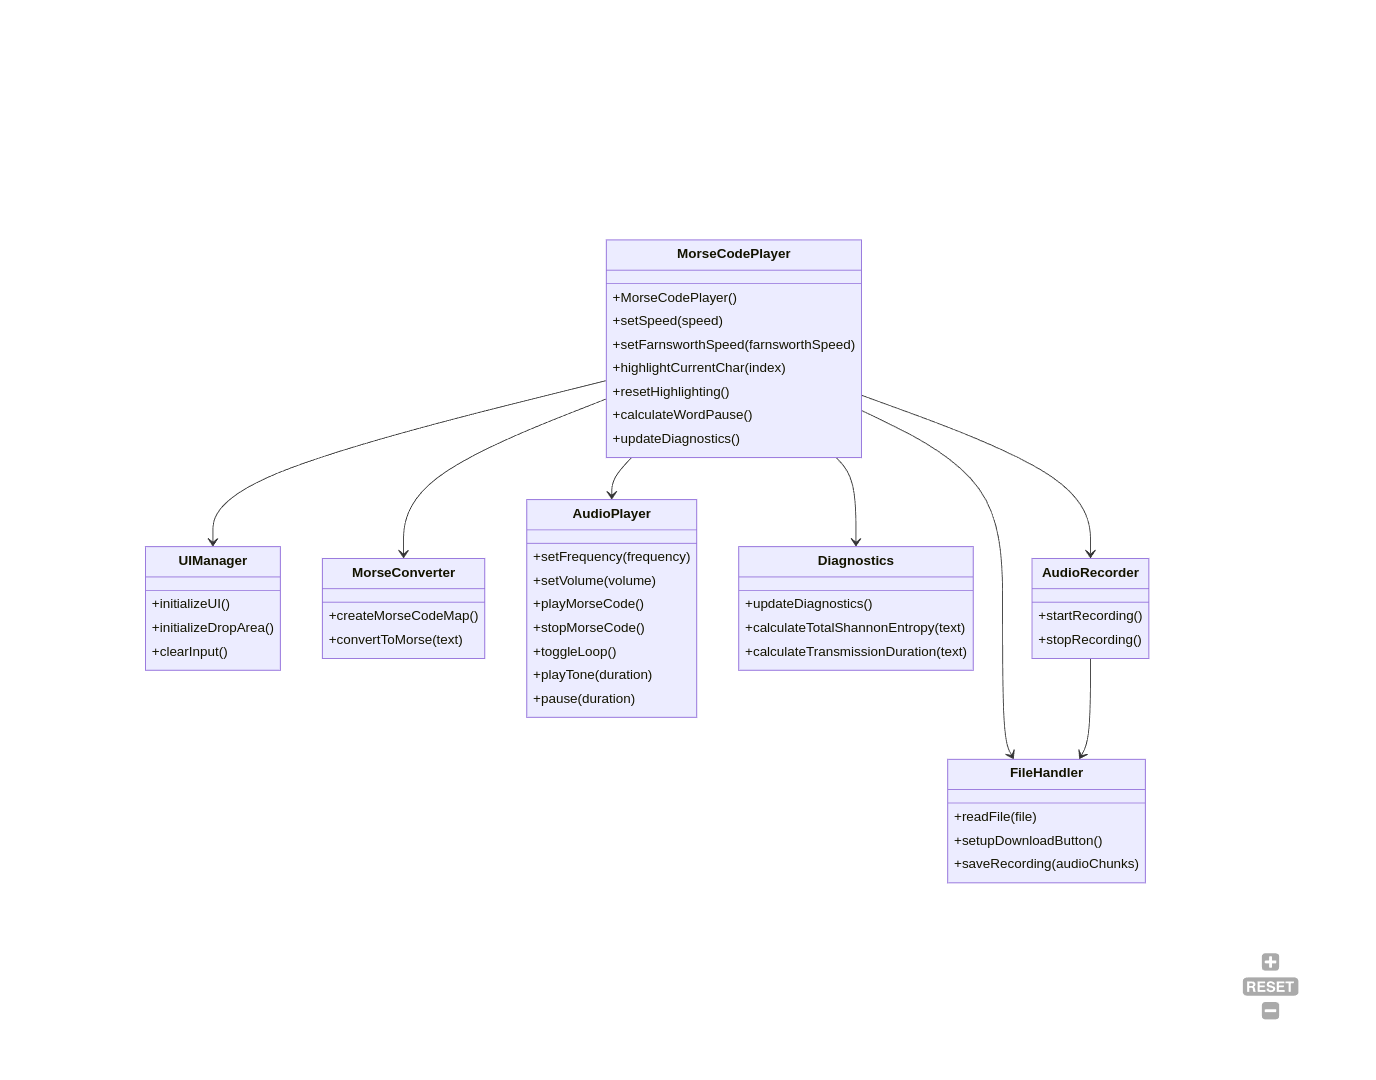 MorseCodePlayer
+MorseCodePlayer()
+setSpeed(speed)
+setFarnsworthSpeed(farnsworthSpeed)
+highlightCurrentChar(index)
+resetHighlighting()
+calculateWordPause()
+updateDiagnostics()
UIManager
+initializeUI()
+initializeDropArea()
+clearInput()
MorseConverter
+createMorseCodeMap()
+convertToMorse(text)
AudioPlayer
+setFrequency(frequency)
+setVolume(volume)
+playMorseCode()
+stopMorseCode()
+toggleLoop()
+playTone(duration)
+pause(duration)
Diagnostics
+updateDiagnostics()
+calculateTotalShannonEntropy(text)
+calculateTransmissionDuration(text)
AudioRecorder
+startRecording()
+stopRecording()
FileHandler
+readFile(file)
+setupDownloadButton()
+saveRecording(audioChunks)
RESET